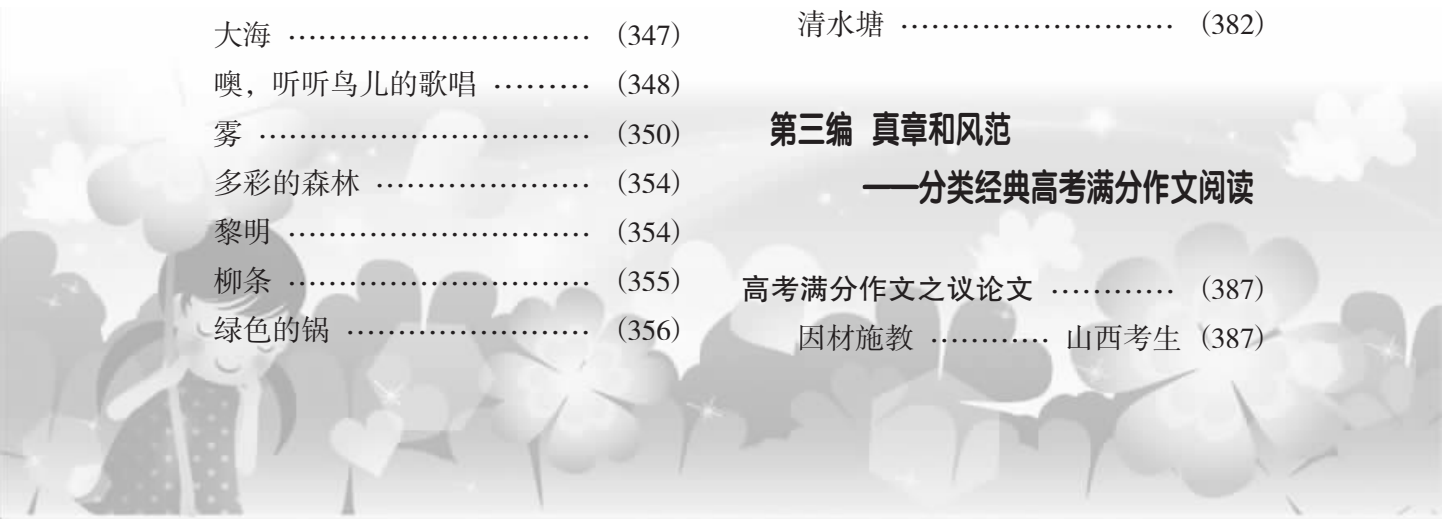 大海 ………………………… (347)
噢，听听鸟儿的歌唱 ……… (348)
雾 …………………………… (350)
多彩的森林 ………………… (354)
黎明 ………………………… (354)
柳条 ………………………… (355)
绿色的锅 …………………… (356)
清水塘 ……………………… (382)
第三编 真章和风范
——分类经典高考满分作文阅读
高考满分作文之议论文 ………… (387)
因材施教 ………… 山西考生 (387)